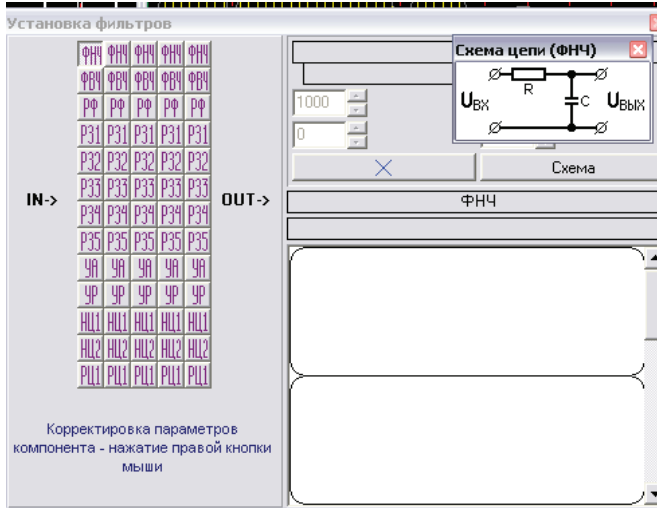 Установка фильтров
ФНЧ ФНЧ ФНЧ ФНЧ ФНЧ
ФВЧ ФВЧ ФВЧ ФВЧ ФВЧ
РФ РФ РФ РФ РФ
РЗ1 РЗ1 РЗ1 РЗ1 РЗ1
РЗ2 РЗ2 РЗ2 РЗ2 РЗ2
РЗ3 РЗ3 РЗ3 РЗ3 РЗ3
РЗ4 РЗ4 РЗ4 РЗ4 РЗ4
РЗ5 РЗ5 РЗ5 РЗ5 РЗ5
УА УА УА УА УА
УР УР УР УР УР
НЦ1 НЦ1 НЦ1 НЦ1 НЦ1
НЦ2 НЦ2 НЦ2 НЦ2 НЦ2
РЦ1 РЦ1 РЦ1 РЦ1 РЦ1
IN->
OUT->
Корректировка параметров
компонента - нажатие правой кнопки
мыши
Схема цепи (ФНЧ)
R
UВХ
C
UВЫХ
1000
0
Схема
ФНЧ